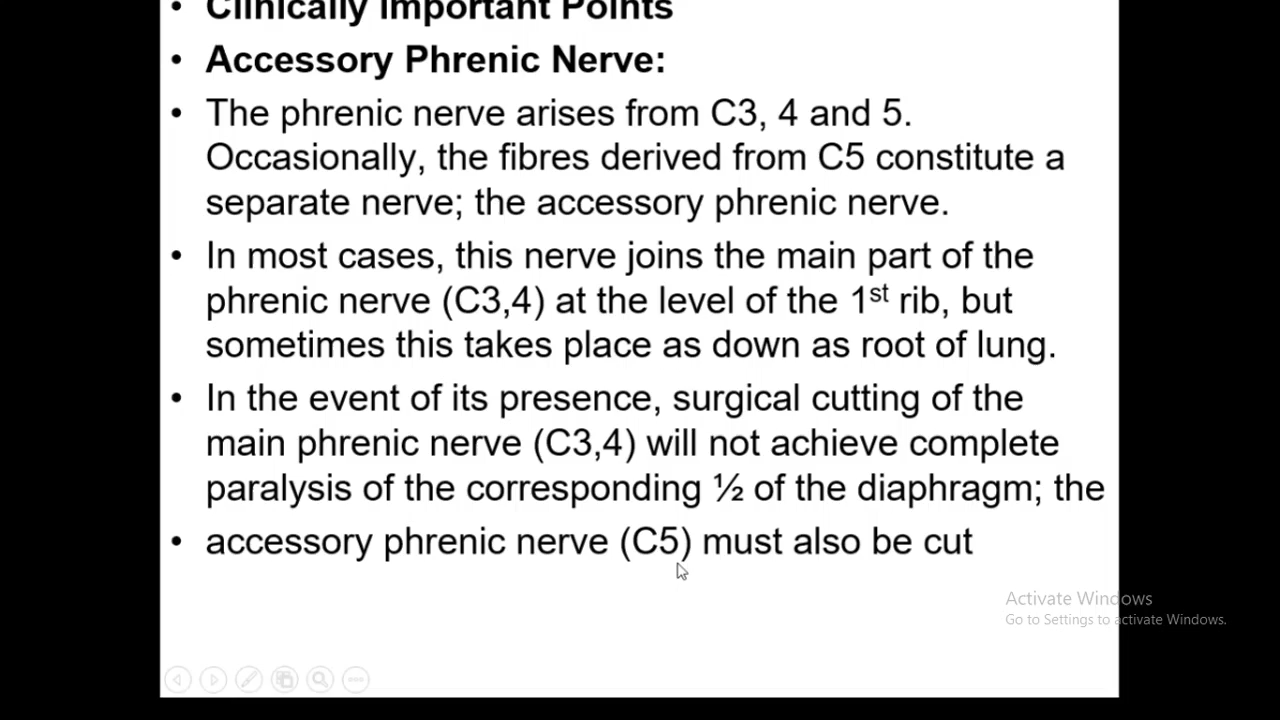 • Clinically Important Points
• Accessory Phrenic Nerve:
• The phrenic nerve arises from C3, 4 and 5.
Occasionally, the fibres derived from C5 constitute a
separate nerve; the accessory phrenic nerve.
• In most cases, this nerve joins the main part of the
phrenic nerve (C3,4) at the level of the 1st rib, but
sometimes this takes place as down as root of lung.
• In the event of its presence, surgical cutting of the
main phrenic nerve (C3,4) will not achieve complete
paralysis of the corresponding ½ of the diaphragm; the
• accessory phrenic nerve (C5) must also be cut
Activate Windows
Go to Settings to activate Windows.